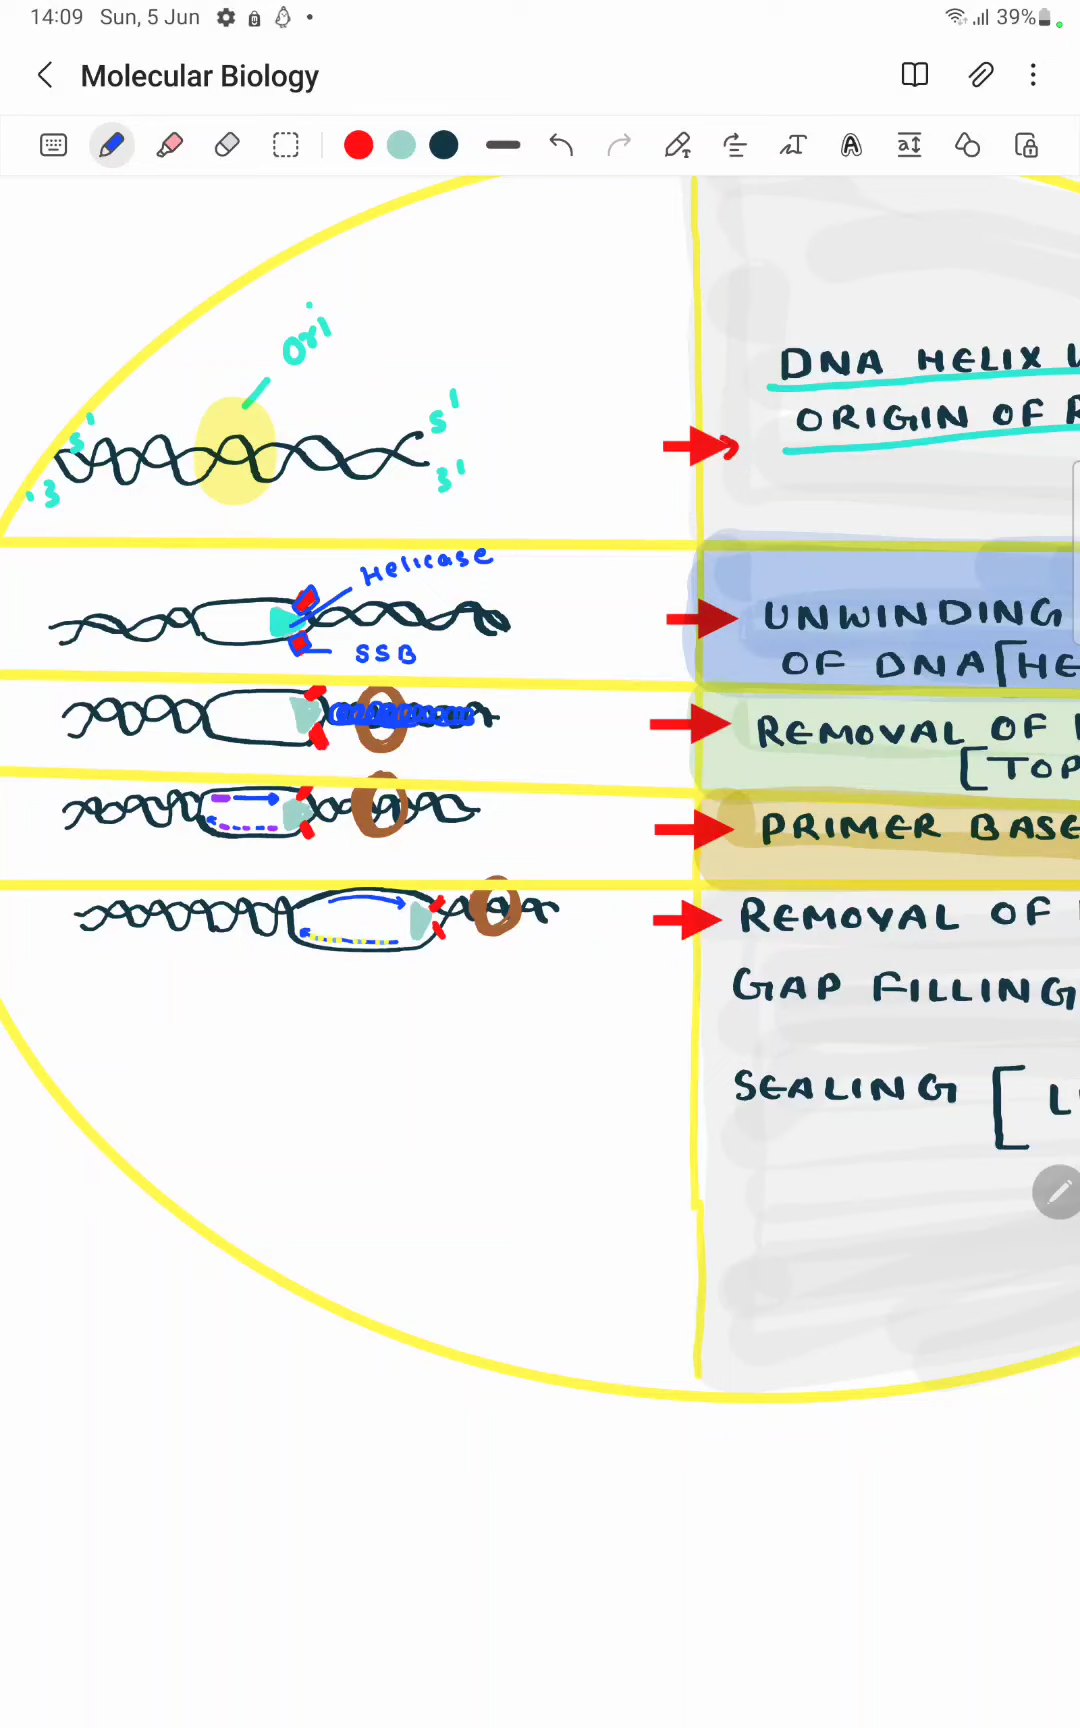 14:09 Sun, 5 Jun
39%
Molecular Biology
ori
5' 5'
3' 3'
DNA HELIX
ORIGIN OF
Helicase
SSB
UNWINDING
OF DNA [HE
REMOVAL OF
[TOP
PRIMER BASE
REMOVAL OF
GAP FILLING
SEALING [ L